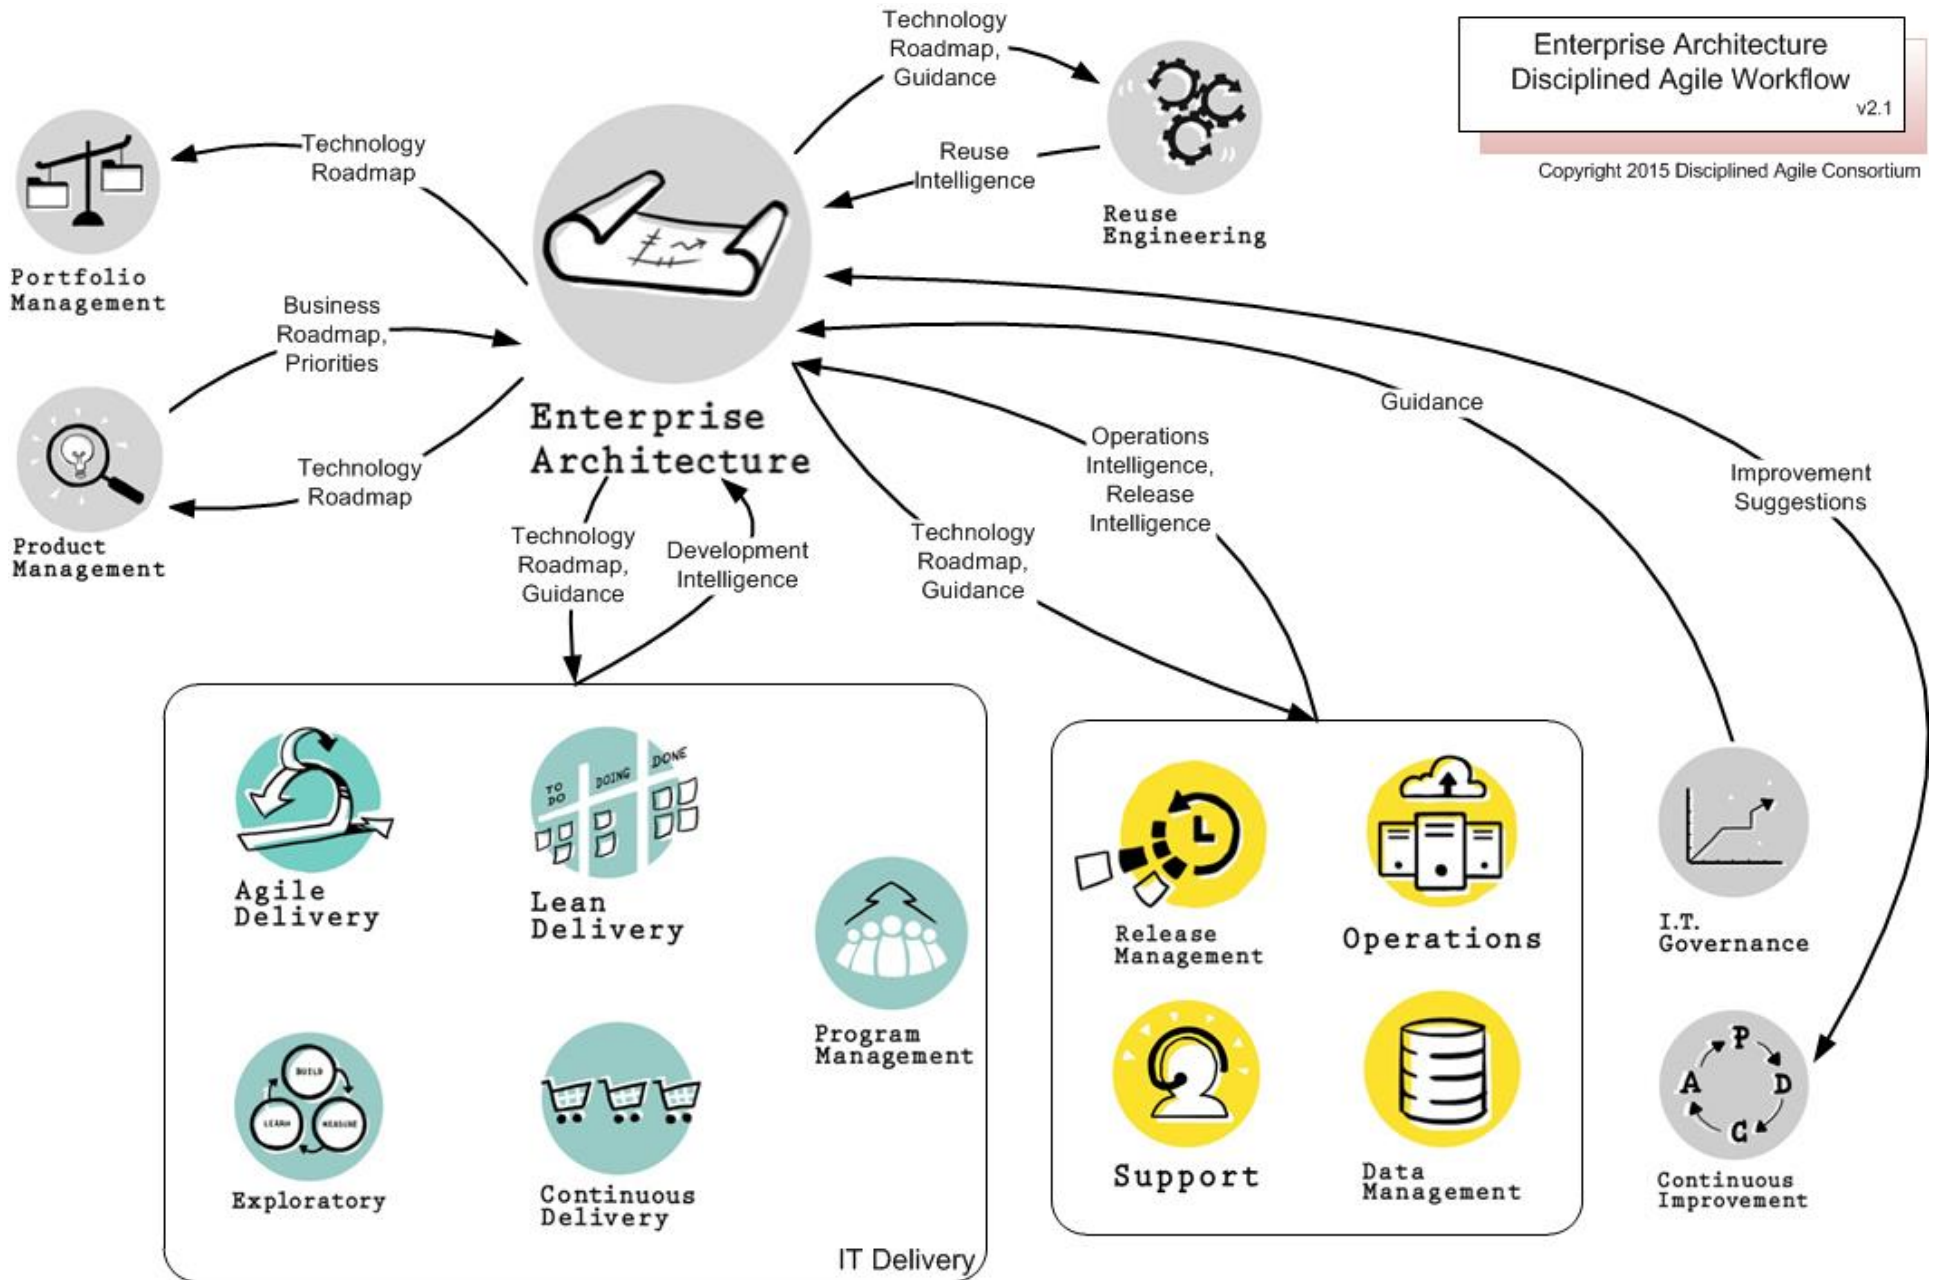 Technology
Roadmap,
Guidance
Enterprise Architecture
Disciplined Agile Workflow
v2.1
Copyright 2015 Disciplined Agile Consortium
Technology
Roadmap
Reuse
Intelligence
Reuse
Engineering
Portfolio
Management
Business
Roadmap,
Priorities
Enterprise
Architecture
Guidance
Technology
Roadmap
Product
Management
Operations
Intelligence,
Release
Intelligence
Improvement
Suggestions
Technology
Roadmap,
Guidance
Development
Intelligence
Technology
Roadmap,
Guidance
TO
DO
DOING
DONE
Agile
Delivery
Lean
Delivery
Program
Management
BUILD
LEARN
MEASURE
Exploratory
Continuous
Delivery
IT Delivery
Release
Management
Operations
Support
Data
Management
I.T.
Governance
P
A
D
C
Continuous
Improvement